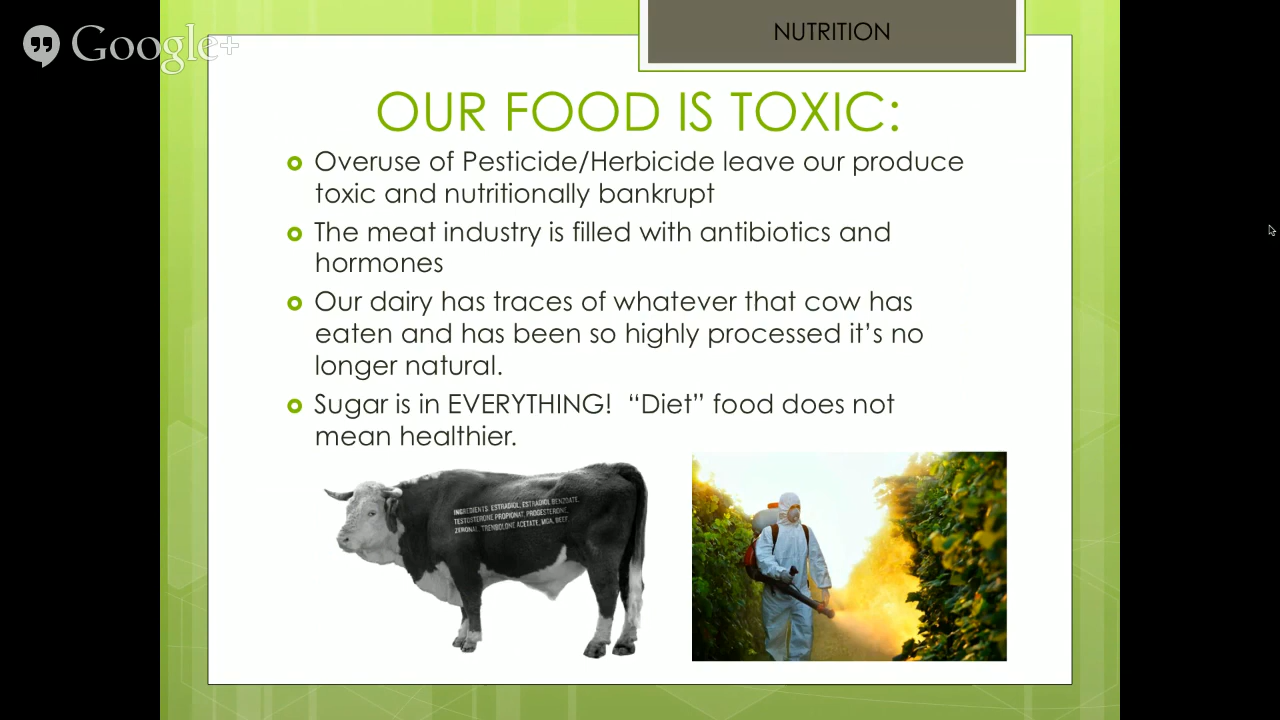 Google+
NUTRITION
OUR FOOD IS TOXIC:
Overuse of Pesticide/Herbicide leave our produce
toxic and nutritionally bankrupt
The meat industry is filled with antibiotics and
hormones
Our dairy has traces of whatever that cow has
eaten and has been so highly processed it’s no
longer natural.
Sugar is in EVERYTHING!  “Diet” food does not
mean healthier.
INGREDIENTS: ESTRADIOL, ESTRADIOL BENZOATE,
TESTOSTERONE PROPIONAT, PROGESTERONE,
ZERONAL, TRENBOLONE ACETATE, MGA, BEEF.